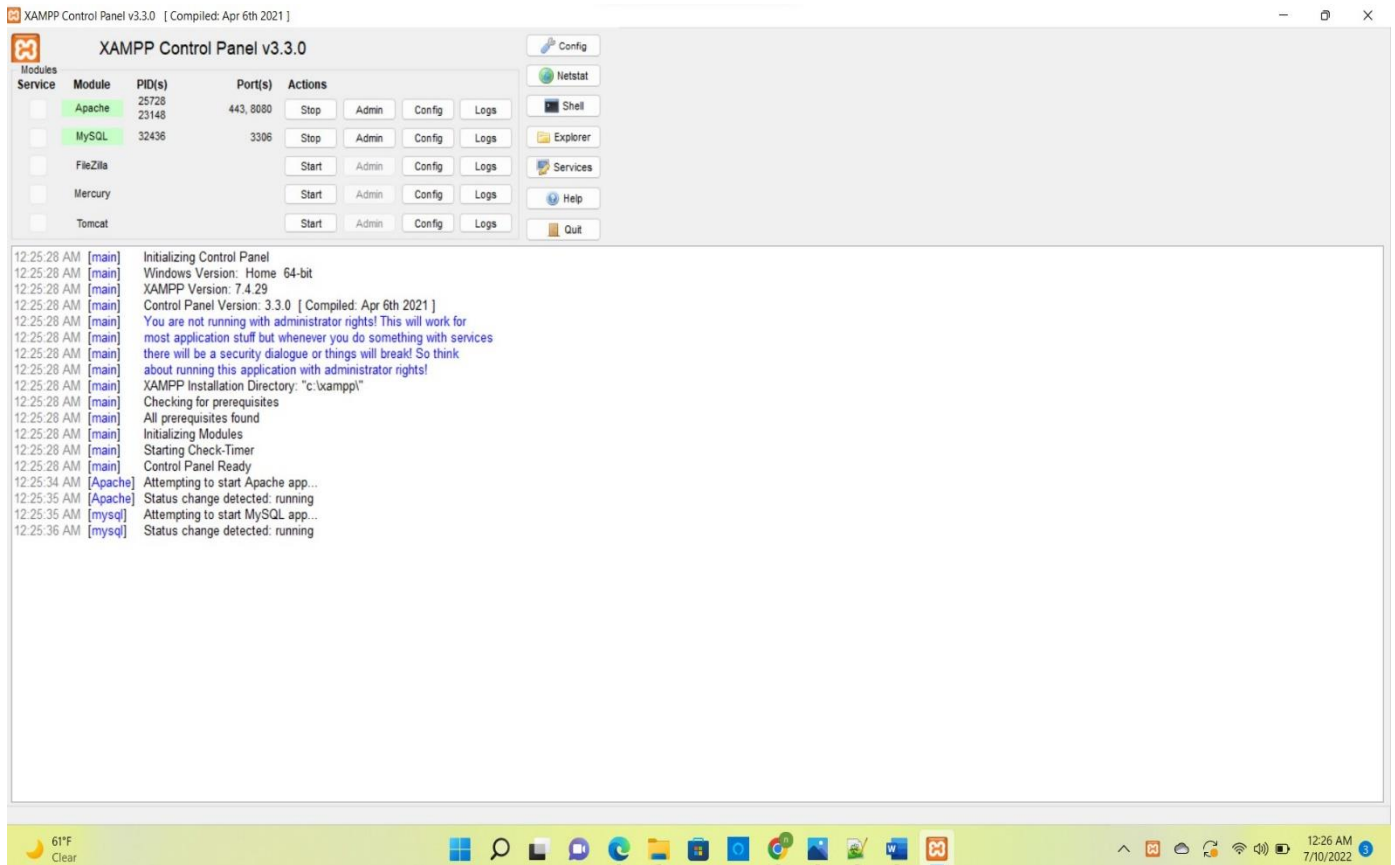 XAMPP Control Panel v3.3.0 [ Compiled: Apr 6th 2021 ]
XAMPP Control Panel v3.3.0
Config
Netstat
Shell
Explorer
Services
Help
Quit
Modules
Service Module PID(s) Port(s) Actions
Apache 25728 23148 443, 8080 Stop Admin Config Logs
MySQL 32436 3306 Stop Admin Config Logs
FileZilla Start Admin Config Logs
Mercury Start Admin Config Logs
Tomcat Start Admin Config Logs
12:25:28 AM [main] Initializing Control Panel
12:25:28 AM [main] Windows Version: Home 64-bit
12:25:28 AM [main] XAMPP Version: 7.4.29
12:25:28 AM [main] Control Panel Version: 3.3.0 [ Compiled: Apr 6th 2021 ]
12:25:28 AM [main] You are not running with administrator rights! This will work for
12:25:28 AM [main] most application stuff but whenever you do something with services
12:25:28 AM [main] there will be a security dialogue or things will break! So think
12:25:28 AM [main] about running this application with administrator rights!
12:25:28 AM [main] XAMPP Installation Directory: "c:\xampp\"
12:25:28 AM [main] Checking for prerequisites
12:25:28 AM [main] All prerequisites found
12:25:28 AM [main] Initializing Modules
12:25:28 AM [main] Starting Check-Timer
12:25:28 AM [main] Control Panel Ready
12:25:34 AM [Apache] Attempting to start Apache app...
12:25:35 AM [Apache] Status change detected: running
12:25:35 AM [mysql] Attempting to start MySQL app...
12:25:36 AM [mysql] Status change detected: running
61°F
Clear
12:26 AM
7/10/2022
3